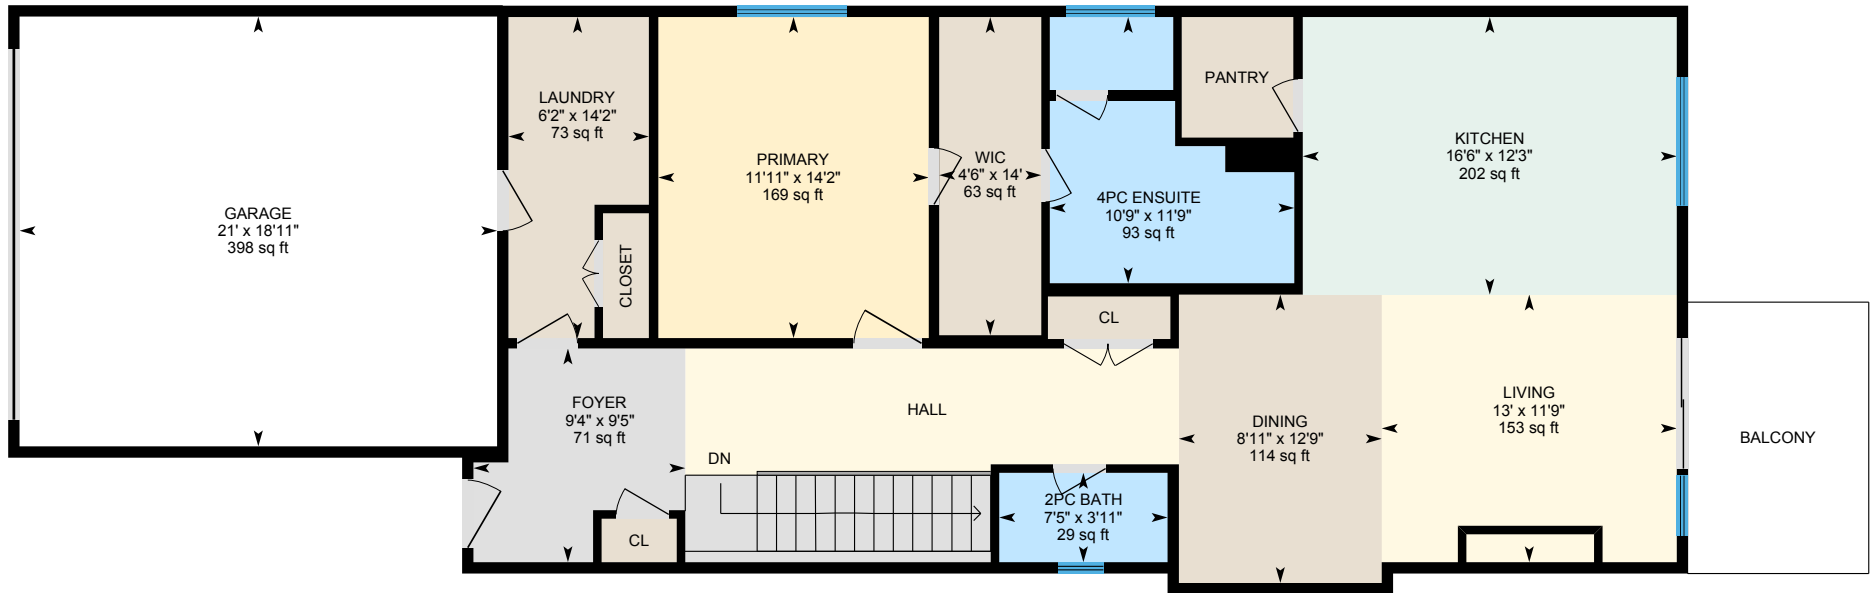 GARAGE
21' x 18'11"
398 sq ft
LAUNDRY
6'2" x 14'2"
73 sq ft
CLOSET
PRIMARY
11'11" x 14'2"
169 sq ft
WIC
4'6" x 14'
63 sq ft
4PC ENSUITE
10'9" x 11'9"
93 sq ft
PANTRY
KITCHEN
16'6" x 12'3"
202 sq ft
CL
FOYER
9'4" x 9'5"
71 sq ft
HALL
DN
CL
2PC BATH
7'5" x 3'11"
29 sq ft
DINING
8'11" x 12'9"
114 sq ft
LIVING
13' x 11'9"
153 sq ft
BALCONY